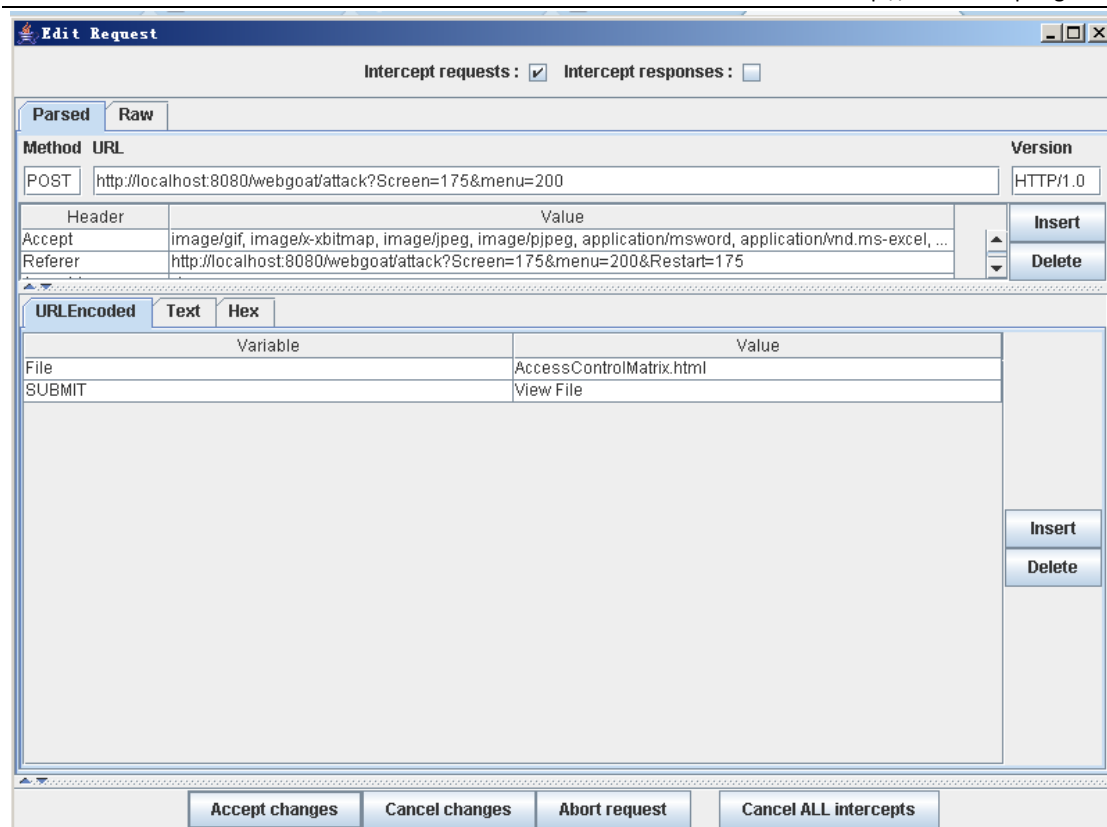 Edit Request
Intercept requests : Intercept responses :
Parsed Raw
Method URL Version
POST http://localhost:8080/webgoat/attack?Screen=175&menu=200 HTTP/1.0
Header Value Insert
Accept image/gif, image/x-xbitmap, image/jpeg, image/pjpeg, application/msword, application/vnd.ms-excel, ...
Referer http://localhost:8080/webgoat/attack?Screen=175&menu=200&Restart=175 Delete
URLEncoded Text Hex
Variable Value
File AccessControlMatrix.html
SUBMIT View File
Insert
Delete
Accept changes Cancel changes Abort request Cancel ALL intercepts